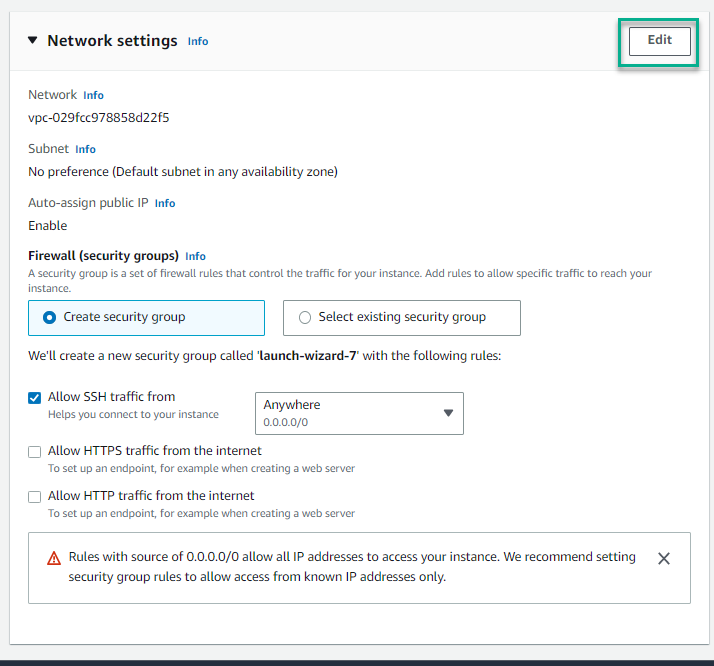 Network settings Info
Edit
Network Info
vpc-029fcc978858d22f5
Subnet Info
No preference (Default subnet in any availability zone)
Auto-assign public IP Info
Enable
Firewall (security groups) Info
A security group is a set of firewall rules that control the traffic for your instance. Add rules to allow specific traffic to reach your
instance.
Create security group
Select existing security group
We'll create a new security group called 'launch-wizard-7' with the following rules:
Allow SSH traffic from
Helps you connect to your instance
Anywhere
0.0.0.0/0
Allow HTTPS traffic from the internet
To set up an endpoint, for example when creating a web server
Allow HTTP traffic from the internet
To set up an endpoint, for example when creating a web server
Rules with source of 0.0.0.0/0 allow all IP addresses to access your instance. We recommend setting
security group rules to allow access from known IP addresses only.